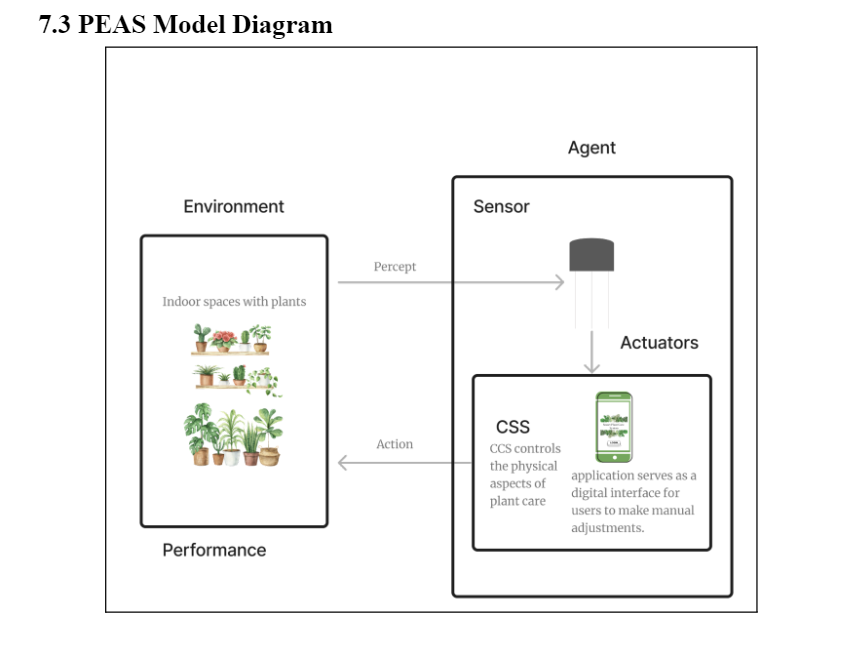 7.3 PEAS Model Diagram
Agent
Environment
Sensor
Percept
Indoor spaces with plants
Actuators
CSS
CCS controls
the physical
aspects of
plant care
application serves as a
digital interface for
users to make manual
adjustments.
Action
Performance